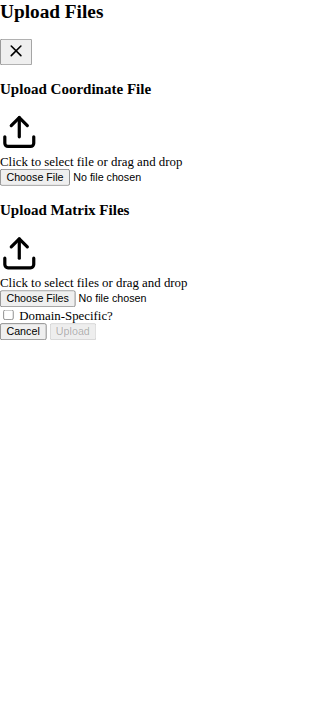 Upload Files
Upload Coordinate File
Click to select file or drag and drop
Choose File No file chosen
Upload Matrix Files
Click to select files or drag and drop
Choose Files No file chosen
Domain-Specific?
Cancel Upload